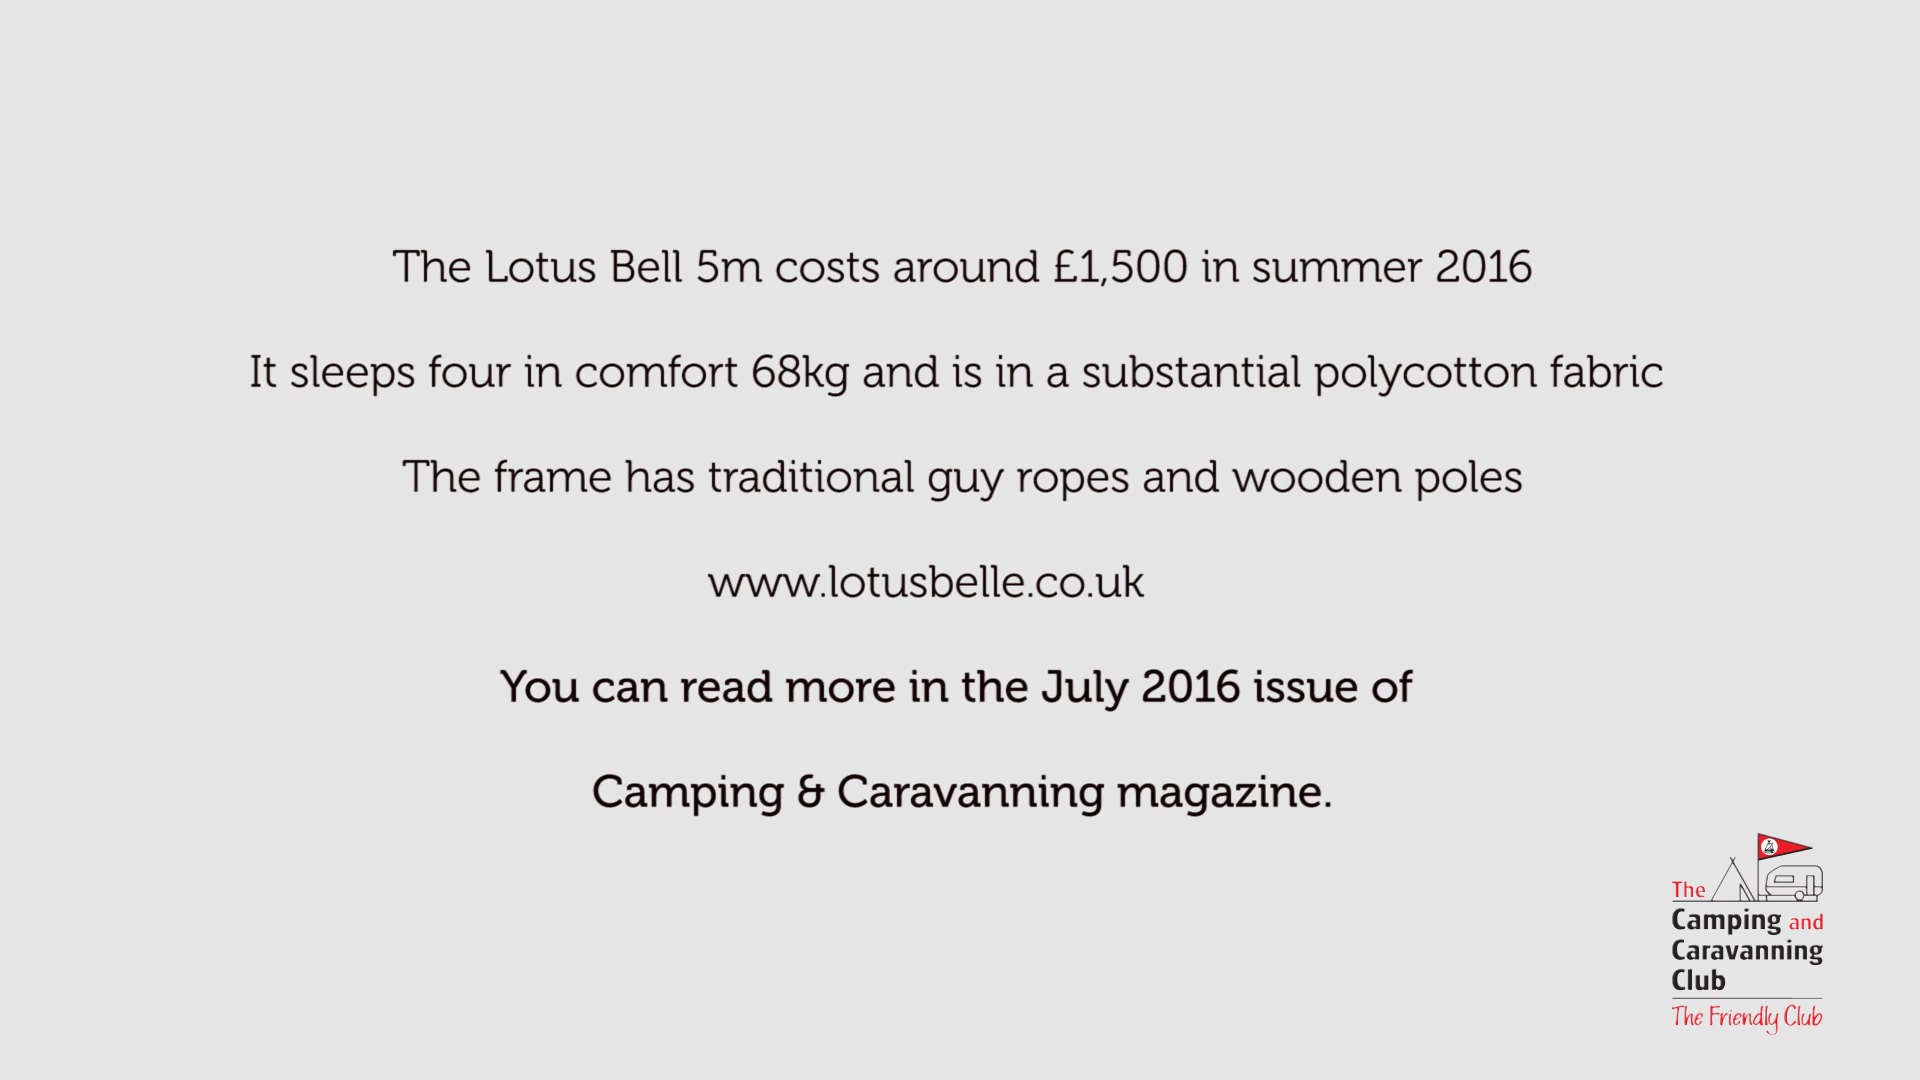 The Lotus Bell 5m costs around £1,500 in summer 2016
It sleeps four in comfort 68kg and is in a substantial polycotton fabric
The frame has traditional guy ropes and wooden poles
www.lotusbelle.co.uk
You can read more in the July 2016 issue of
Camping & Caravanning magazine.
The
Camping and
Caravanning
Club
The Friendly Club